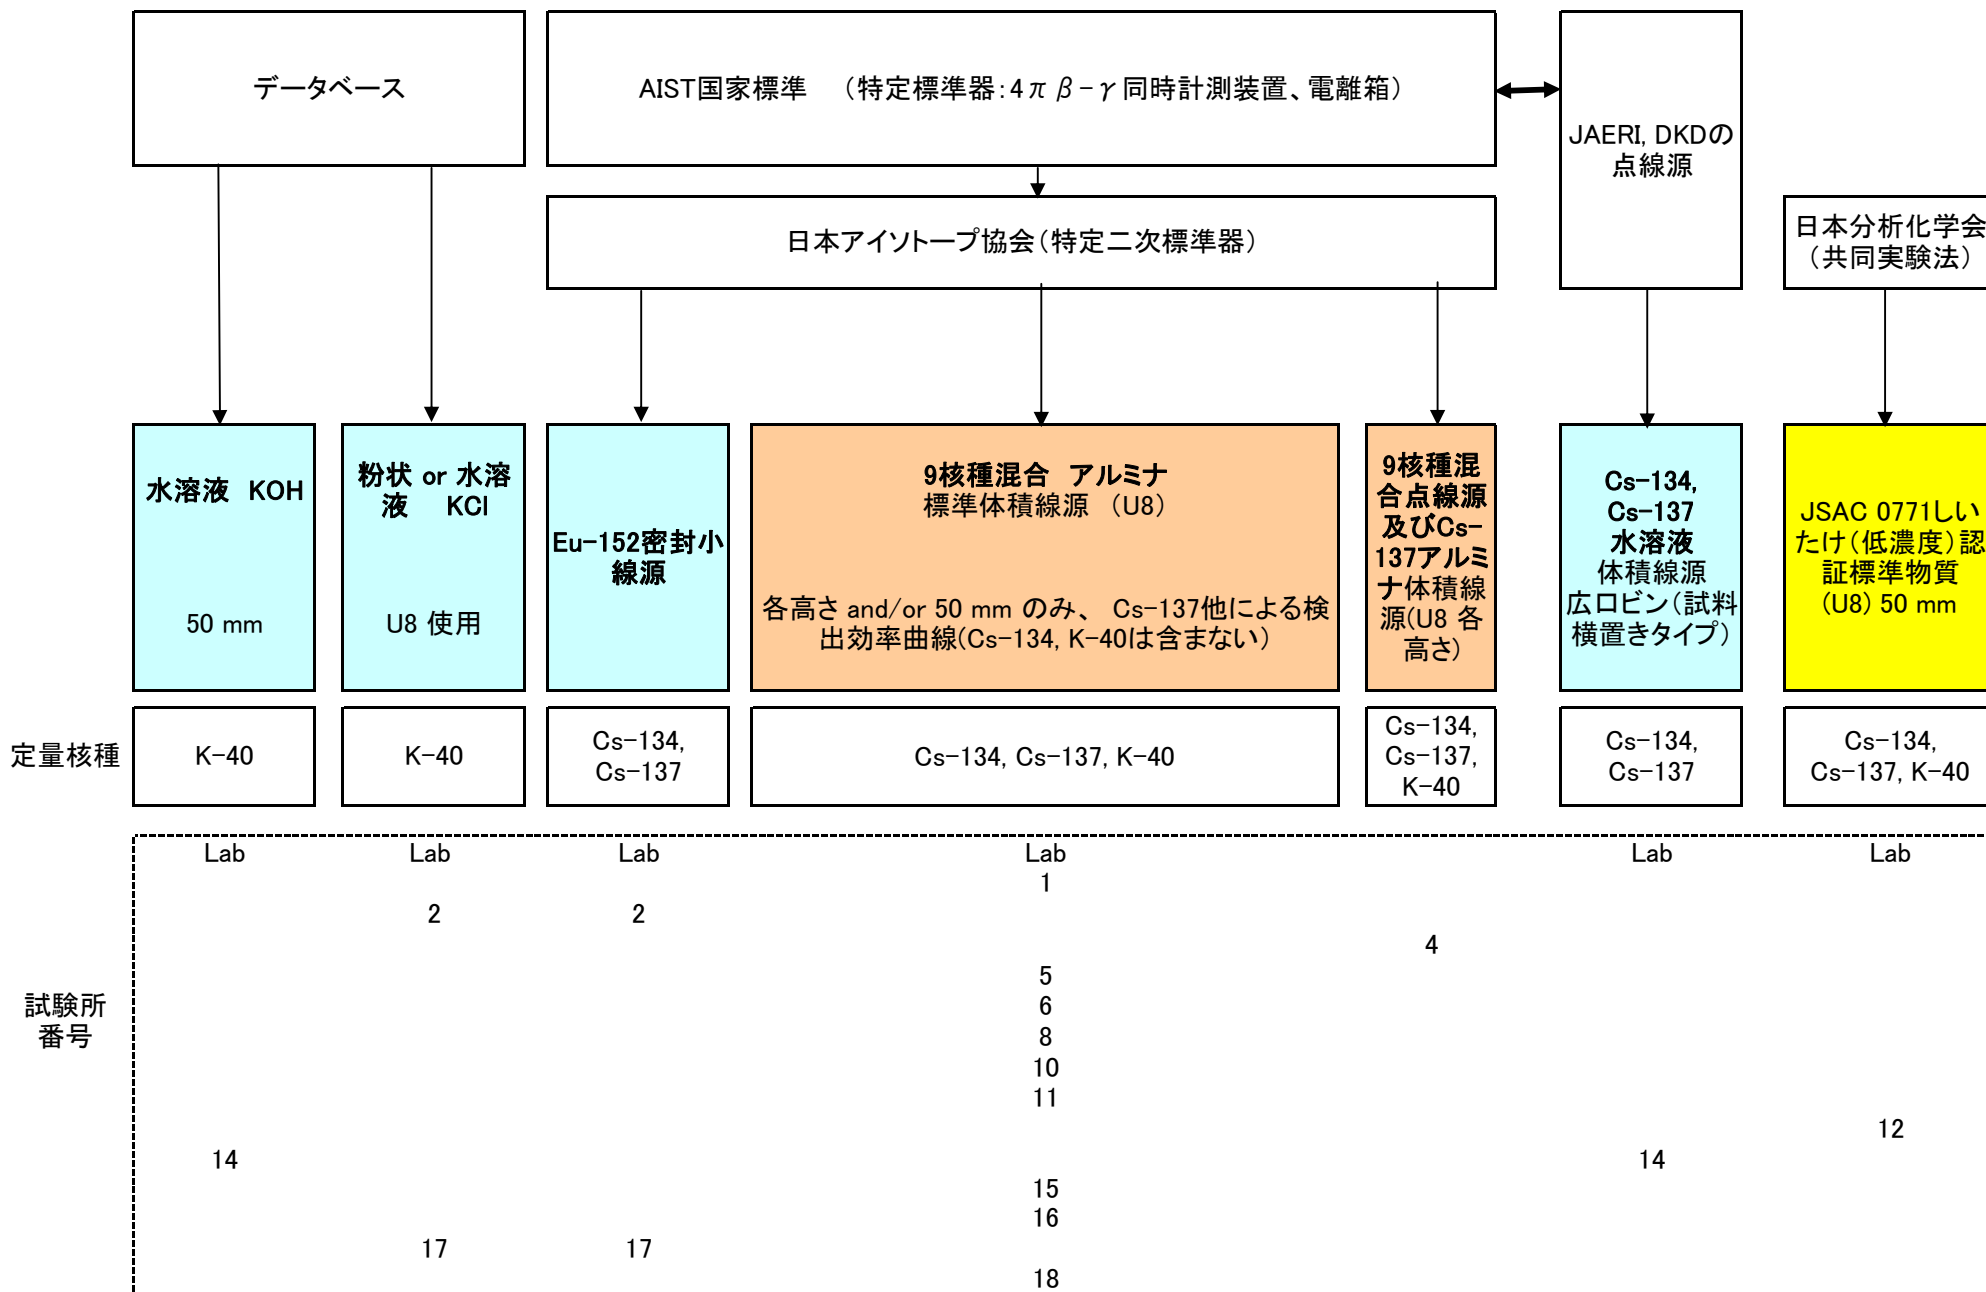 データベース
AIST国家標準　（特定標準器：4π β−γ同時計測装置、電離箱）
JAERI, DKDの
点線源
日本アイソトープ協会（特定二次標準器）
日本分析化学会
（共同実験法）
水溶液　KOH
50 mm
粉状 or 水溶
液　KCl
U8 使用
Eu−152密封小
線源
9核種混合　アルミナ
標準体積線源　（U8）
各高さ and/or 50 mm のみ、 Cs−137他による検
出効率曲線(Cs−134, K−40は含まない）
9核種混
合点線源
及びCs−
137アルミ
ナ体積線
源(U8 各
高さ）
Cs−134,
Cs−137
水溶液
体積線源
広口ビン（試料
横置きタイプ）
JSAC 0771しい
たけ（低濃度）認
証標準物質
(U8) 50 mm
定量核種
K−40
K−40
Cs−134,
Cs−137
Cs−134, Cs−137, K−40
Cs−134,
Cs−137,
K−40
Cs−134,
Cs−137
Cs−134,
Cs−137, K−40
試験所
番号
Lab Lab Lab Lab Lab Lab
1
2 2
4
5
6
8
10
11
12
14 14
15
16
17 17
18